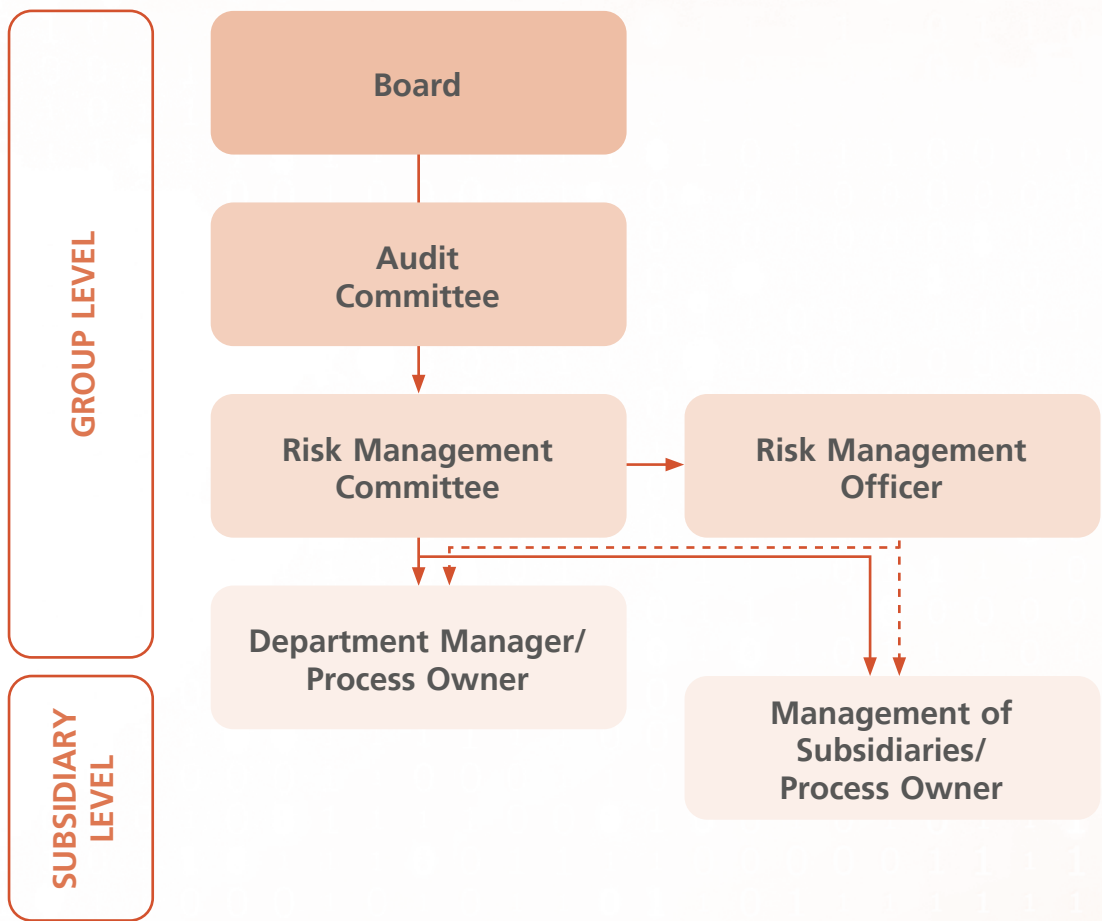 GROUP LEVEL
Board
Audit
Committee
Risk Management
Committee
Risk Management
Officer
Department Manager/
Process Owner
SUBSIDIARY
LEVEL
Management of
Subsidiaries/
Process Owner